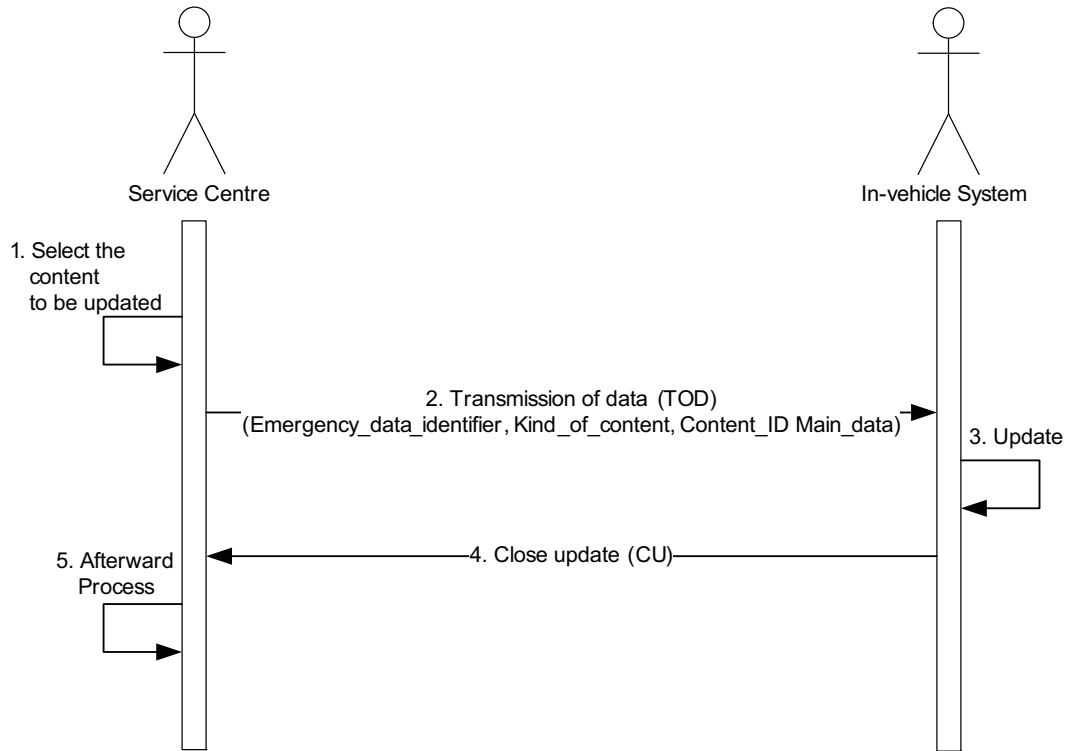 Service Centre
In-vehicle System
1. Select the
content
to be updated
2. Transmission of data (TOD)
(Emergency_data_identifier, Kind_of_content, Content_ID Main_data)
3. Update
4. Close update (CU)
5. Afterward
Process